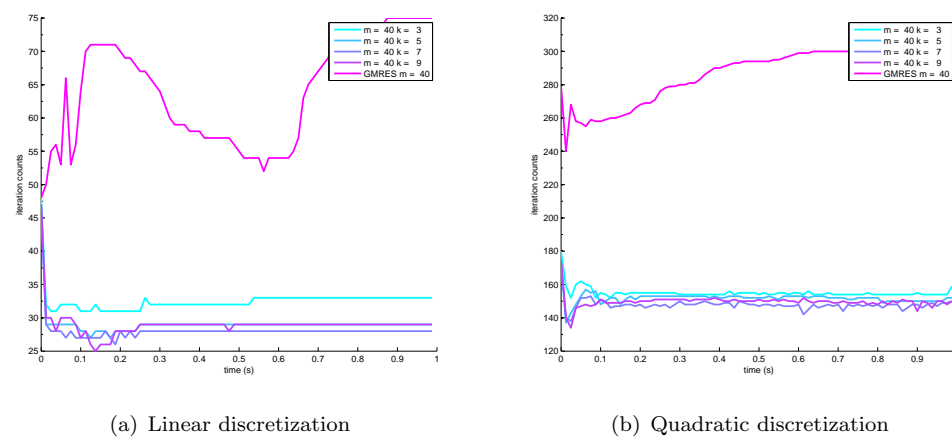 75
70
65
60
55
50
45
40
35
30
25
iteration counts
0
0.1
0.2
0.3
0.4
0.5
0.6
0.7
0.8
0.9
1
time (s)
m = 40 k = 3
m = 40 k = 5
m = 40 k = 7
m = 40 k = 9
GMRES m = 40
(a) Linear discretization
320
300
280
260
240
220
200
180
160
140
120
iteration counts
0
0.1
0.2
0.3
0.4
0.5
0.6
0.7
0.8
0.9
time (s)
m = 40 k = 3
m = 40 k = 5
m = 40 k = 7
m = 40 k = 9
GMRES m = 40
(b) Quadratic discretization